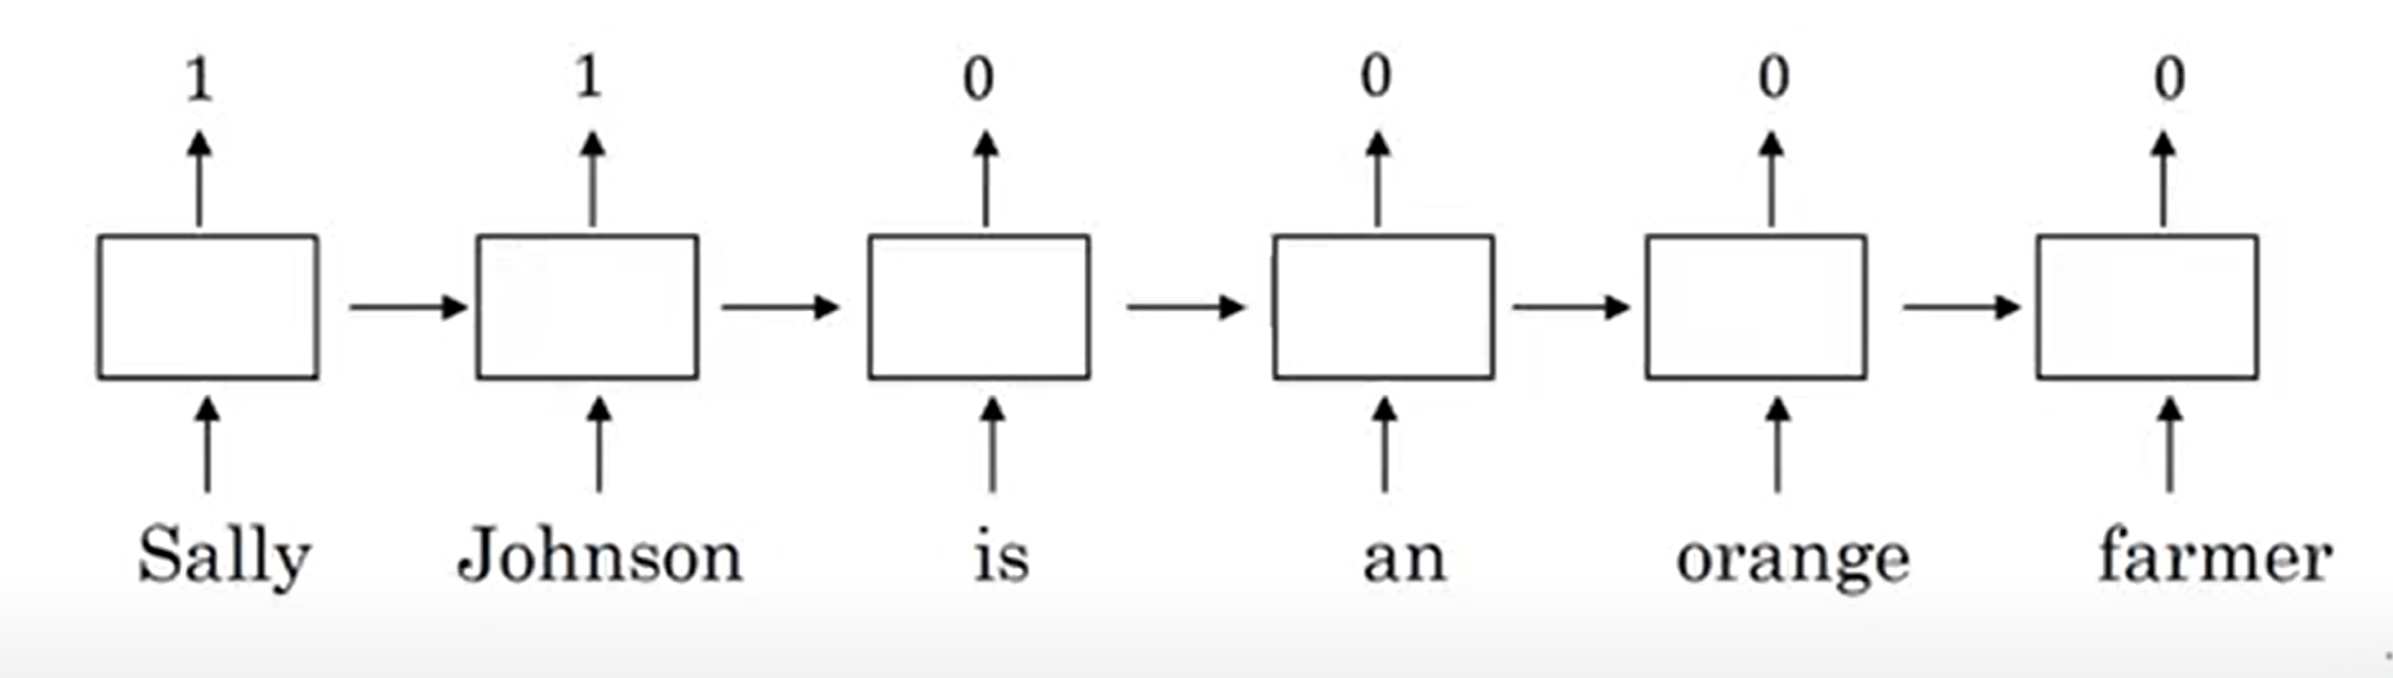 1 1 0 0 0 0
Sally Johnson is an orange farmer